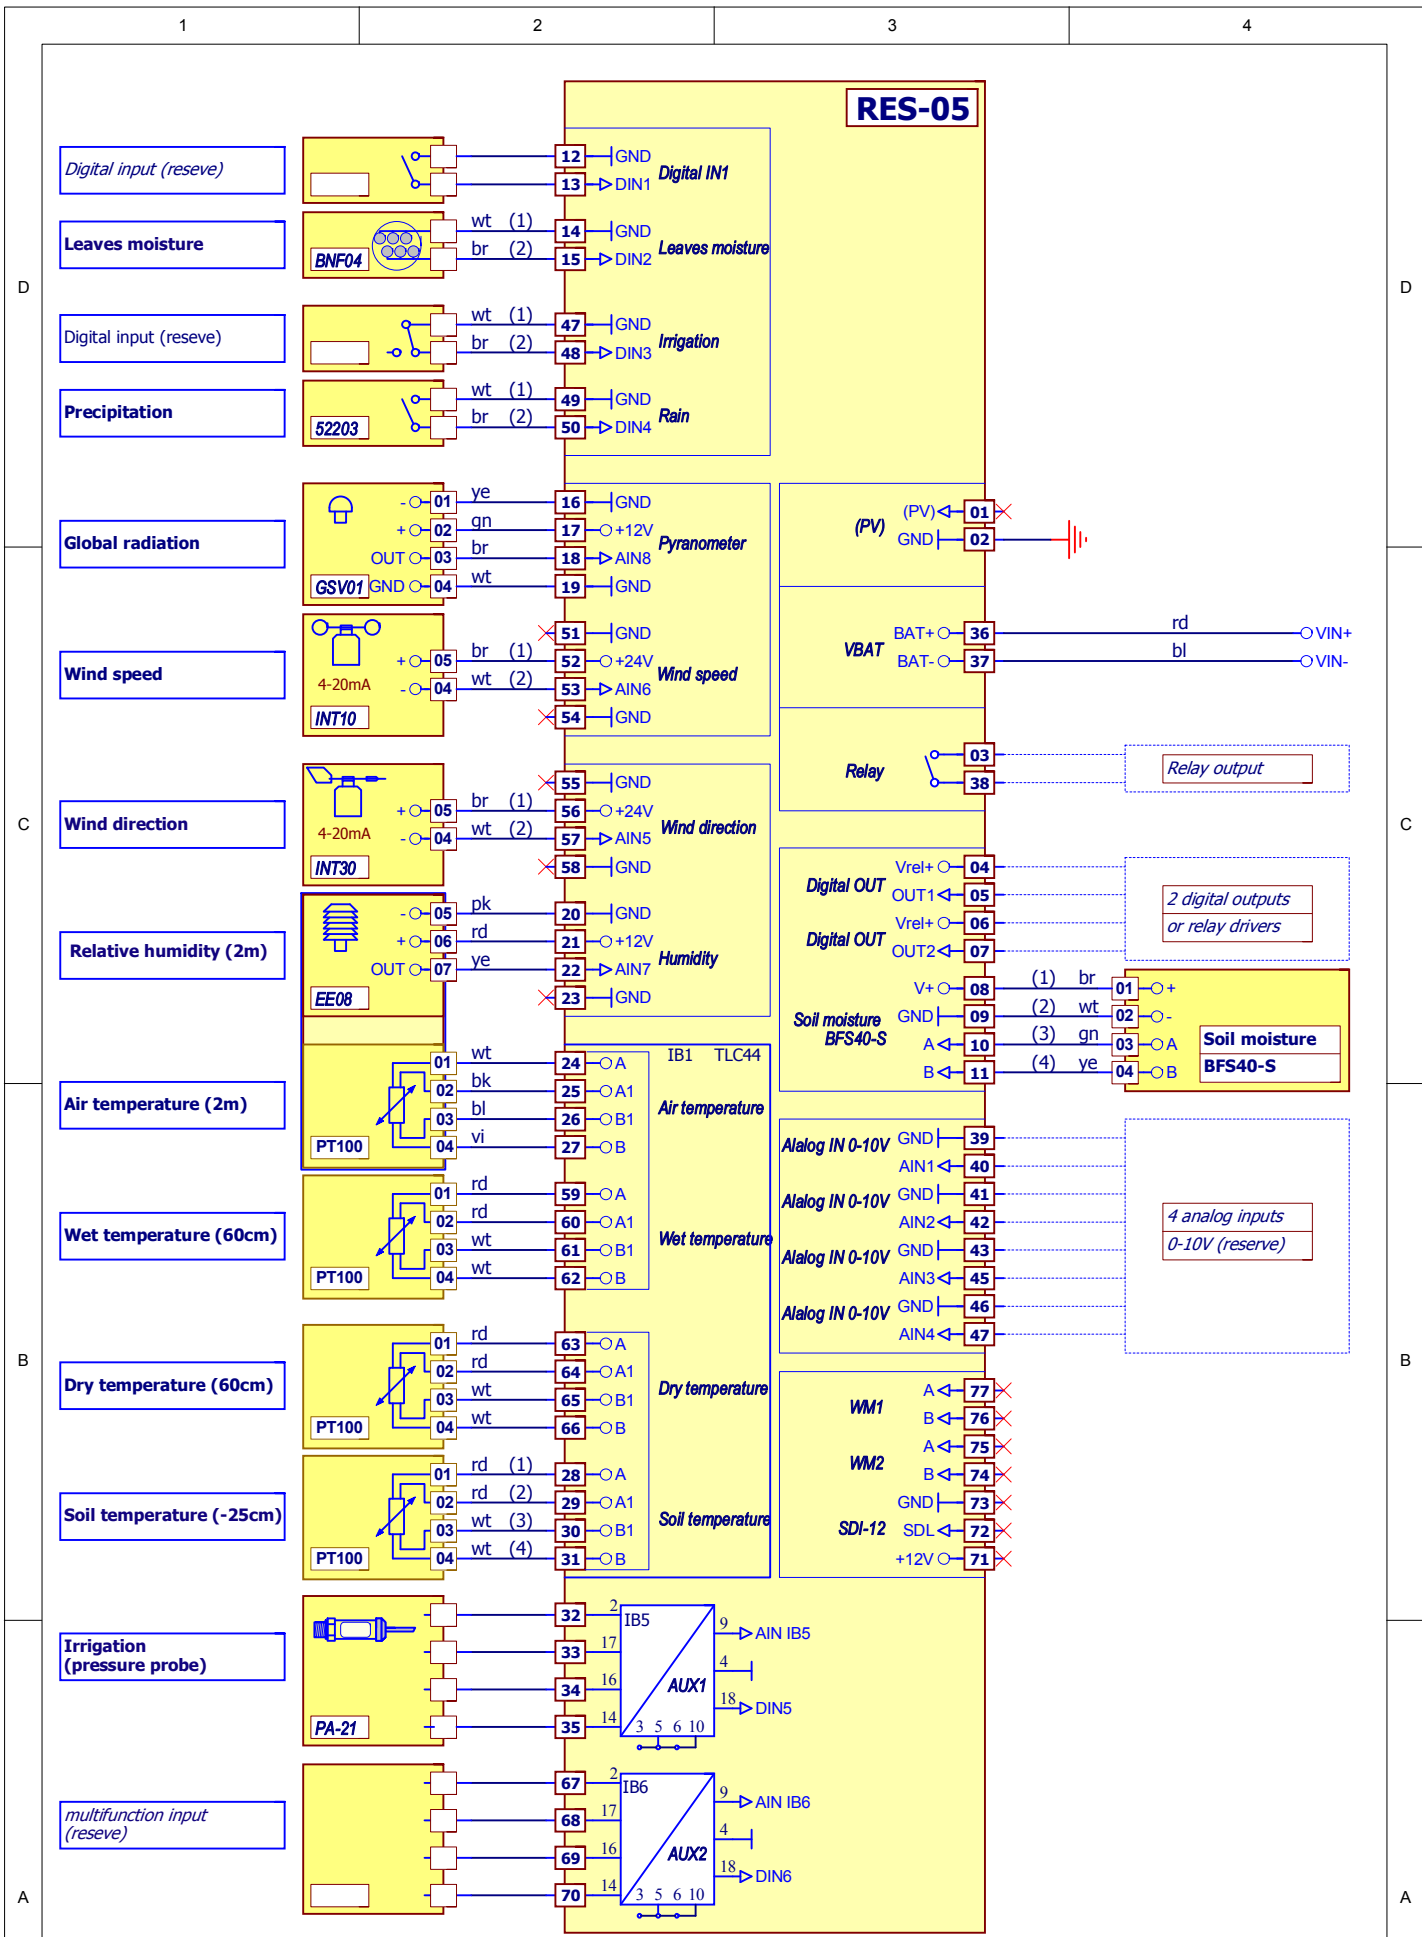 1 2 3 4
RES-05
Digital input (reseve)
12 GND
13 DIN1
Digital IN1
Leaves moisture
BNF04
wt (1) 14 GND
br (2) 15 DIN2
Leaves moisture
D D
Digital input (reseve)
wt (1) 47 GND
br (2) 48 DIN3
Irrigation
Precipitation
52203
wt (1) 49 GND
br (2) 50 DIN4
Rain
Global radiation
GSV01
- 01 ye 16 GND
+ 02 gn 17 +12V
OUT 03 br 18 AIN8
GND 04 wt 19 GND
Pyranometer
(PV)
(PV) 01
GND 02
Wind speed
4-20mA
INT10
51 GND
+ 05 br (1) 52 +24V
- 04 wt (2) 53 AIN6
54 GND
Wind speed
VBAT
BAT+ 36 rd VIN+
BAT- 37 bl VIN-
Relay
03
38
Relay output
Wind direction
4-20mA
INT30
55 GND
+ 05 br (1) 56 +24V
- 04 wt (2) 57 AIN5
58 GND
Wind direction
C C
Digital OUT
Vrel+ 04
OUT1 05
Digital OUT
Vrel+ 06
OUT2 07
2 digital outputs
or relay drivers
Relative humidity (2m)
EE08
- 05 pk 20 GND
+ 06 rd 21 +12V
OUT 07 ye 22 AIN7
23 GND
Humidity
Soil moisture
BFS40-S
V+ 08 (1) br 01 +
GND 09 (2) wt 02 -
A 10 (3) gn 03 A
B 11 (4) ye 04 B
Soil moisture
BFS40-S
IB1 TLC44
Air temperature (2m)
PT100
01 wt 24 A
02 bk 25 A1
03 bl 26 B1
04 vi 27 B
Air temperature
Wet temperature (60cm)
PT100
01 rd 59 A
02 rd 60 A1
03 wt 61 B1
04 wt 62 B
Wet temperature
Alalog IN 0-10V
GND 39
AIN1 40
Alalog IN 0-10V
GND 41
AIN2 42
Alalog IN 0-10V
GND 43
AIN3 45
Alalog IN 0-10V
GND 46
AIN4 47
4 analog inputs
0-10V (reserve)
B B
Dry temperature (60cm)
PT100
01 rd 63 A
02 rd 64 A1
03 wt 65 B1
04 wt 66 B
Dry temperature
WM1
A 77
B 76
WM2
A 75
B 74
SDI-12
GND 73
SDL 72
+12V 71
Soil temperature (-25cm)
PT100
01 rd (1) 28 A
02 rd (2) 29 A1
03 wt (3) 30 B1
04 wt (4) 31 B
Soil temperature
Irrigation
(pressure probe)
PA-21
32 2
33 17
34 16
35 14
IB5
AUX1
3 5 6 10
9 AIN IB5
4
18 DIN5
multifunction input
(reseve)
67 2
68 17
69 16
70 14
IB6
AUX2
3 5 6 10
9 AIN IB6
4
18 DIN6
A A